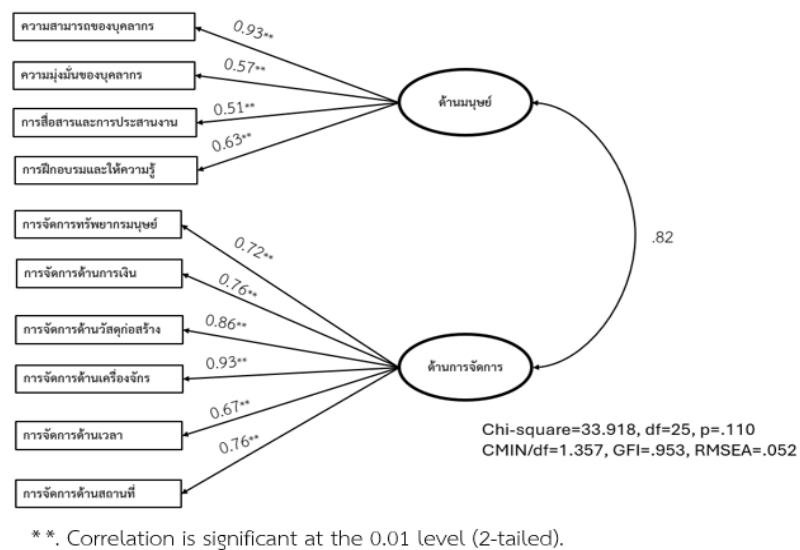 ความสามารถของบุคลากร
0.93**
ความมุ่งมั่นของบุคลากร
0.57**
การสื่อสารและการประสานงาน
0.51**
การฝึกอบรมและให้ความรู้
0.63**
ด้านมนุษย์
.82
การจัดการทรัพยากรมนุษย์
0.72**
การจัดการด้านการเงิน
0.76**
การจัดการด้านวัสดุก่อสร้าง
0.86**
การจัดการด้านเครื่องจักร
0.93**
การจัดการด้านเวลา
0.67**
การจัดการด้านสถานที่
0.76**
ด้านการจัดการ
Chi-square=33.918, df=25, p=.110
CMIN/df=1.357, GFI=.953, RMSEA=.052
**. Correlation is significant at the 0.01 level (2-tailed).